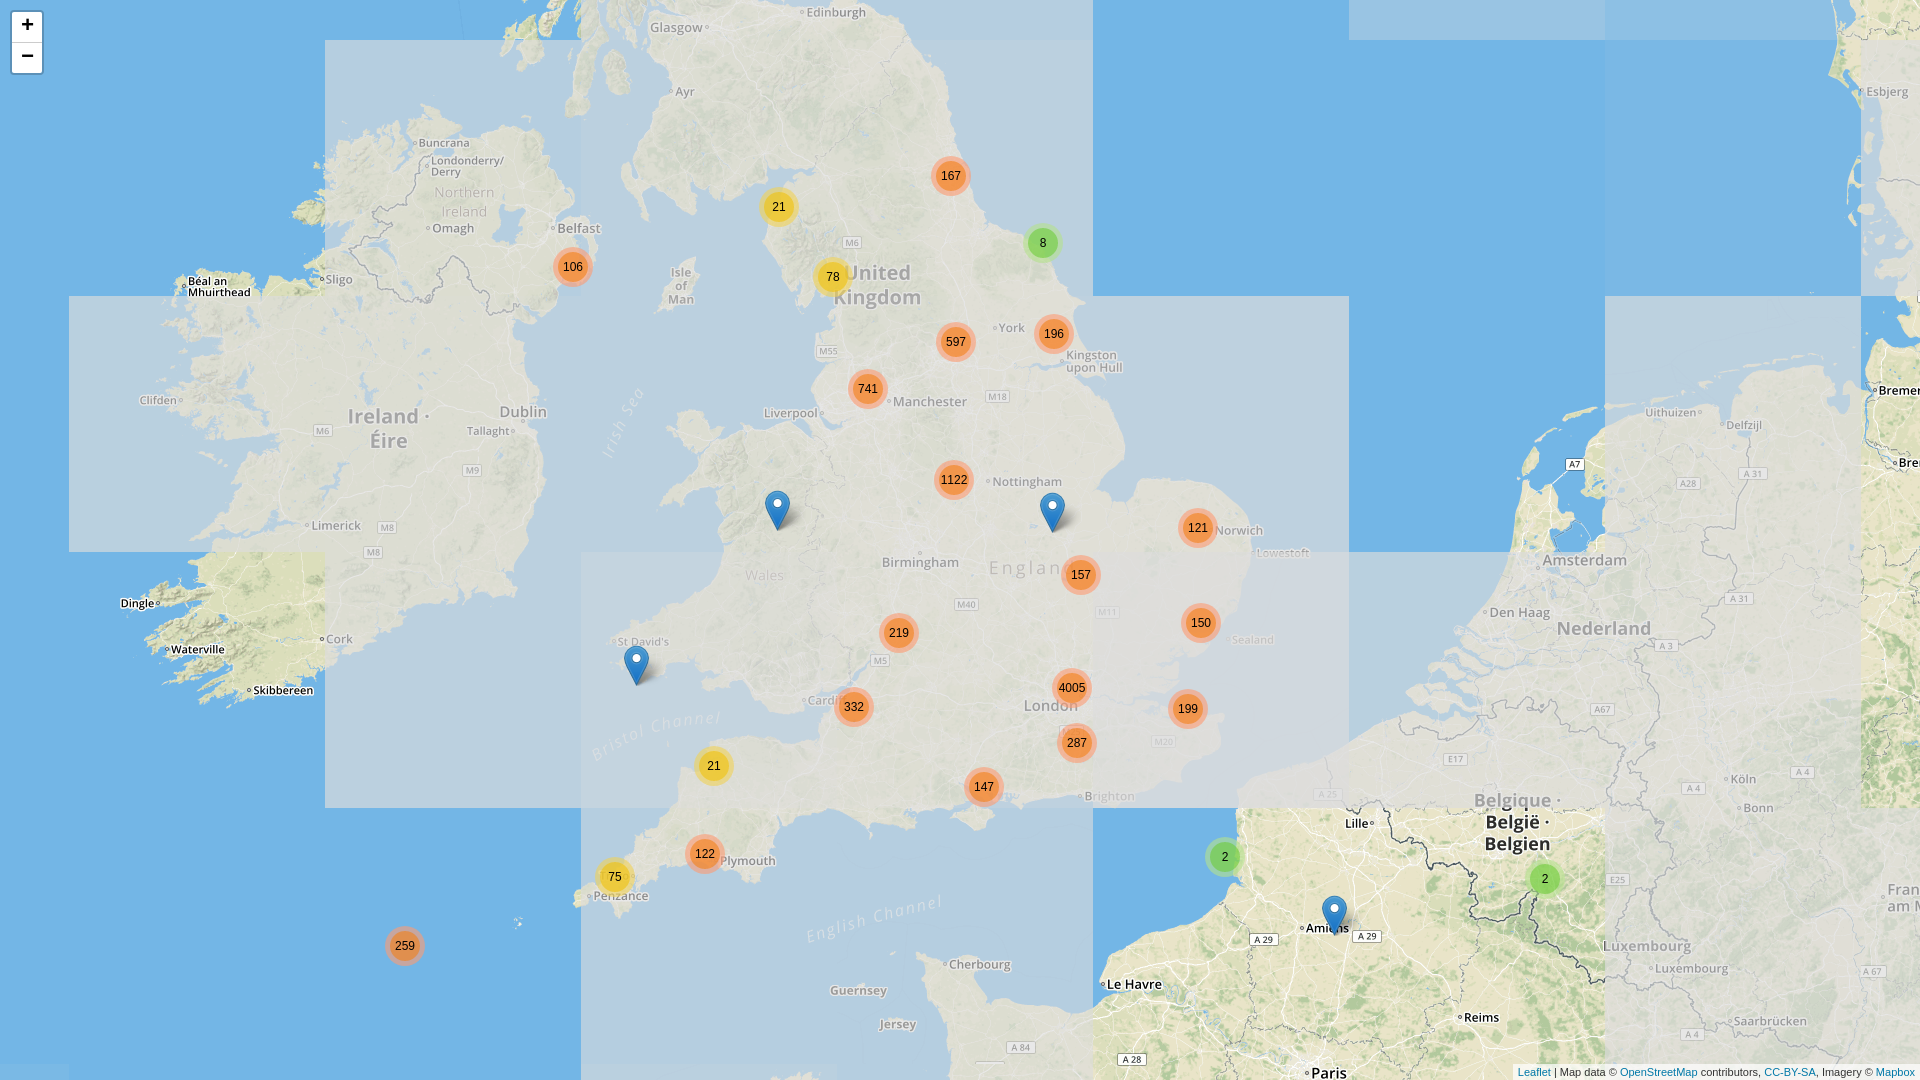 +
−
Edinburgh
Glasgow
Ayr
Esbjerg
Buncrana
Londonderry/
Derry
167
Northern
Ireland
21
Omagh
Belfast
8
M6
106
Isle
of
Man
78
United
Kingdom
Sligo
Béal an
Mhuirthead
York
196
597
M55
Kingston
upon Hull
741
Manchester
M18
Clifden
Liverpool
Dublin
Tallaght
Ireland ·
Éire
M6
Irish Sea
M9
Uithuizen
Delfzijl
Bremer
A7
A 31
A28
Bre
1122
Nottingham
Limerick
M8
M8
121
Norwich
Lowestoft
Birmingham
Englan
157
Wales
Amsterdam
M40
M11
A 31
Dingle
Den Haag
Nederland
150
219
Cork
St David's
Sealand
A 3
Waterville
M5
Skibbereen
4005
London
Cardiff
332
199
A67
Bristol Channel
287
M20
E17
21
147
Brighton
A 25
Köln
A 4
A 4
Bonn
Belgique ·
België ·
Belgien
Lille
122
Plymouth
2
75
Penzance
2
E25
Fran
am M
English Channel
259
Amiens
A 29
A 29
Luxembourg
Luxembourg
A 67
Cherbourg
Le Havre
Guernsey
Jersey
Reims
Saarbrücken
A 4
A 84
A 28
Paris
Leaflet | Map data © OpenStreetMap contributors, CC-BY-SA, Imagery © Mapbox